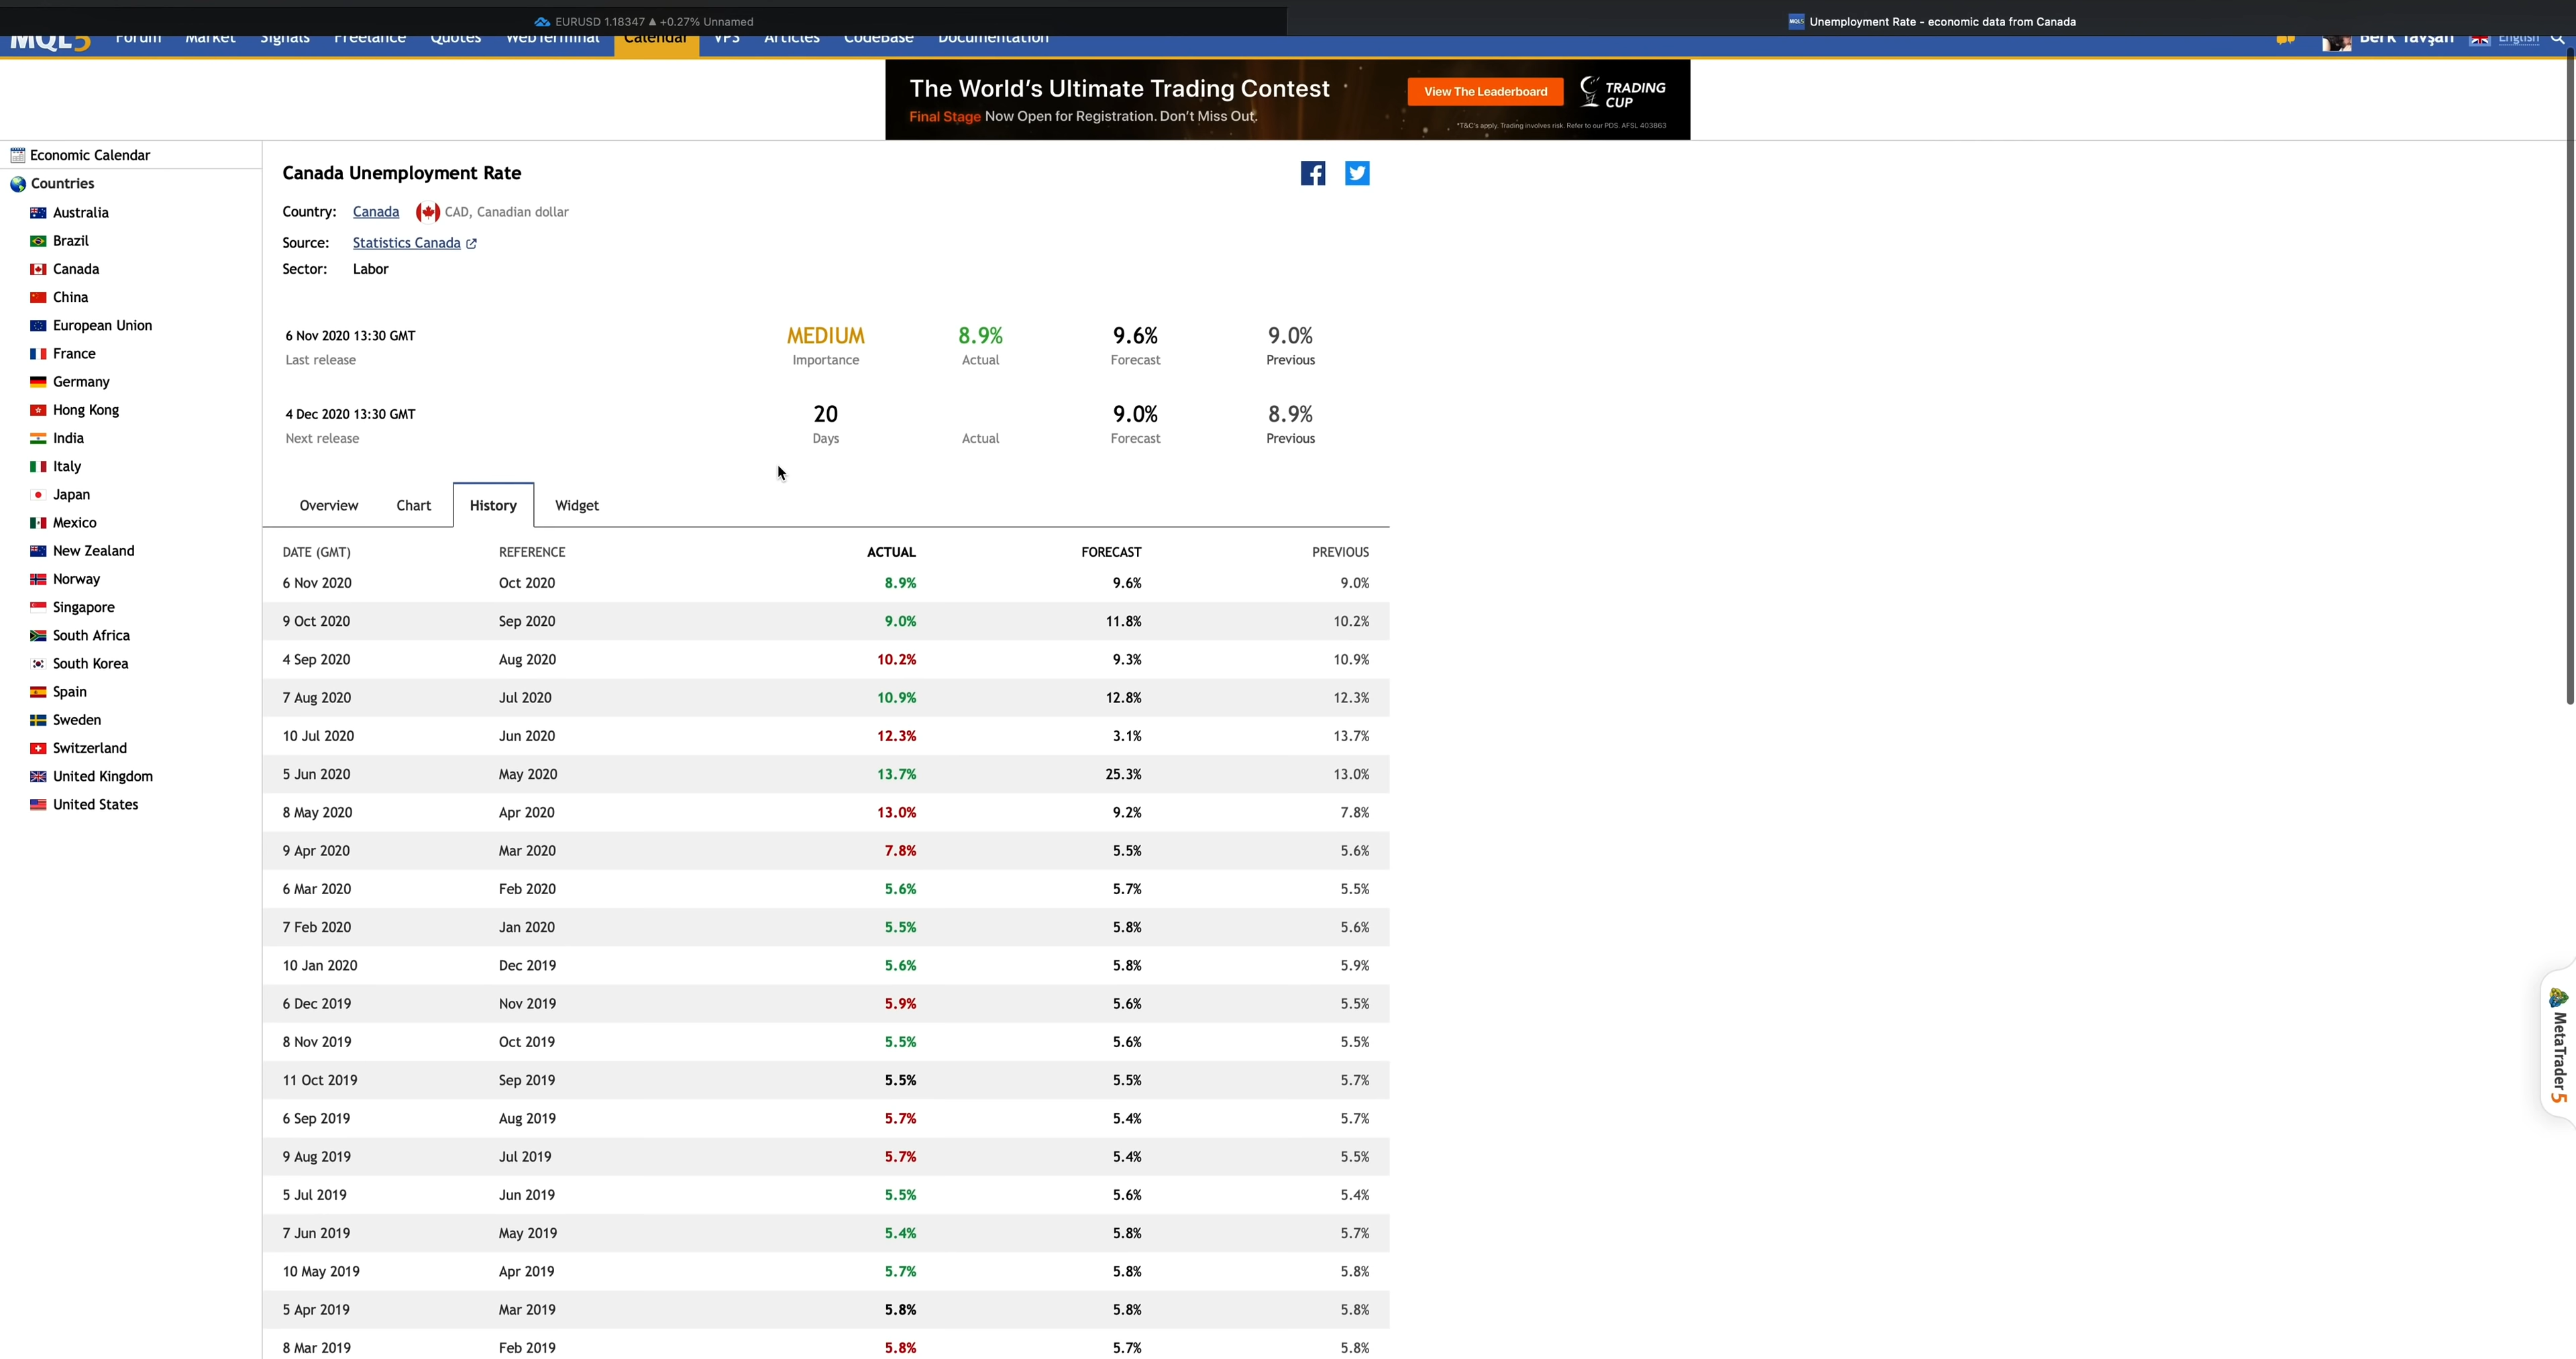 EURUSD 1.18347 ▲ +0.27% Unnamed
Unemployment Rate - economic data from Canada
MQL5 Forum Market Signals Freelance Quotes WebTerminal Calendar VPS Articles CodeBase Documentation Berk Tavşan English
The World's Ultimate Trading Contest
Final Stage Now Open for Registration. Don't Miss Out.
View The Leaderboard
TRADING
CUP
*T&C's apply. Trading involves risk. Refer to our PDS. AFSL 403863
Economic Calendar
Countries
Australia
Brazil
Canada
China
European Union
France
Germany
Hong Kong
India
Italy
Japan
Mexico
New Zealand
Norway
Singapore
South Africa
South Korea
Spain
Sweden
Switzerland
United Kingdom
United States
Canada Unemployment Rate
Country: Canada CAD, Canadian dollar
Source: Statistics Canada
Sector: Labor
6 Nov 2020 13:30 GMT MEDIUM 8.9% 9.6% 9.0%
Last release Importance Actual Forecast Previous
4 Dec 2020 13:30 GMT 20 9.0% 8.9%
Next release Days Actual Forecast Previous
Overview Chart History Widget
DATE (GMT) REFERENCE ACTUAL FORECAST PREVIOUS
6 Nov 2020 Oct 2020 8.9% 9.6% 9.0%
9 Oct 2020 Sep 2020 9.0% 11.8% 10.2%
4 Sep 2020 Aug 2020 10.2% 9.3% 10.9%
7 Aug 2020 Jul 2020 10.9% 12.8% 12.3%
10 Jul 2020 Jun 2020 12.3% 3.1% 13.7%
5 Jun 2020 May 2020 13.7% 25.3% 13.0%
8 May 2020 Apr 2020 13.0% 9.2% 7.8%
9 Apr 2020 Mar 2020 7.8% 5.5% 5.6%
6 Mar 2020 Feb 2020 5.6% 5.7% 5.5%
7 Feb 2020 Jan 2020 5.5% 5.8% 5.6%
10 Jan 2020 Dec 2019 5.6% 5.8% 5.9%
6 Dec 2019 Nov 2019 5.9% 5.6% 5.5%
8 Nov 2019 Oct 2019 5.5% 5.6% 5.5%
11 Oct 2019 Sep 2019 5.5% 5.5% 5.7%
6 Sep 2019 Aug 2019 5.7% 5.4% 5.7%
9 Aug 2019 Jul 2019 5.7% 5.4% 5.5%
5 Jul 2019 Jun 2019 5.5% 5.6% 5.4%
7 Jun 2019 May 2019 5.4% 5.8% 5.7%
10 May 2019 Apr 2019 5.7% 5.8% 5.8%
5 Apr 2019 Mar 2019 5.8% 5.8% 5.8%
8 Mar 2019 Feb 2019 5.8% 5.7% 5.8%
MetaTrader 5